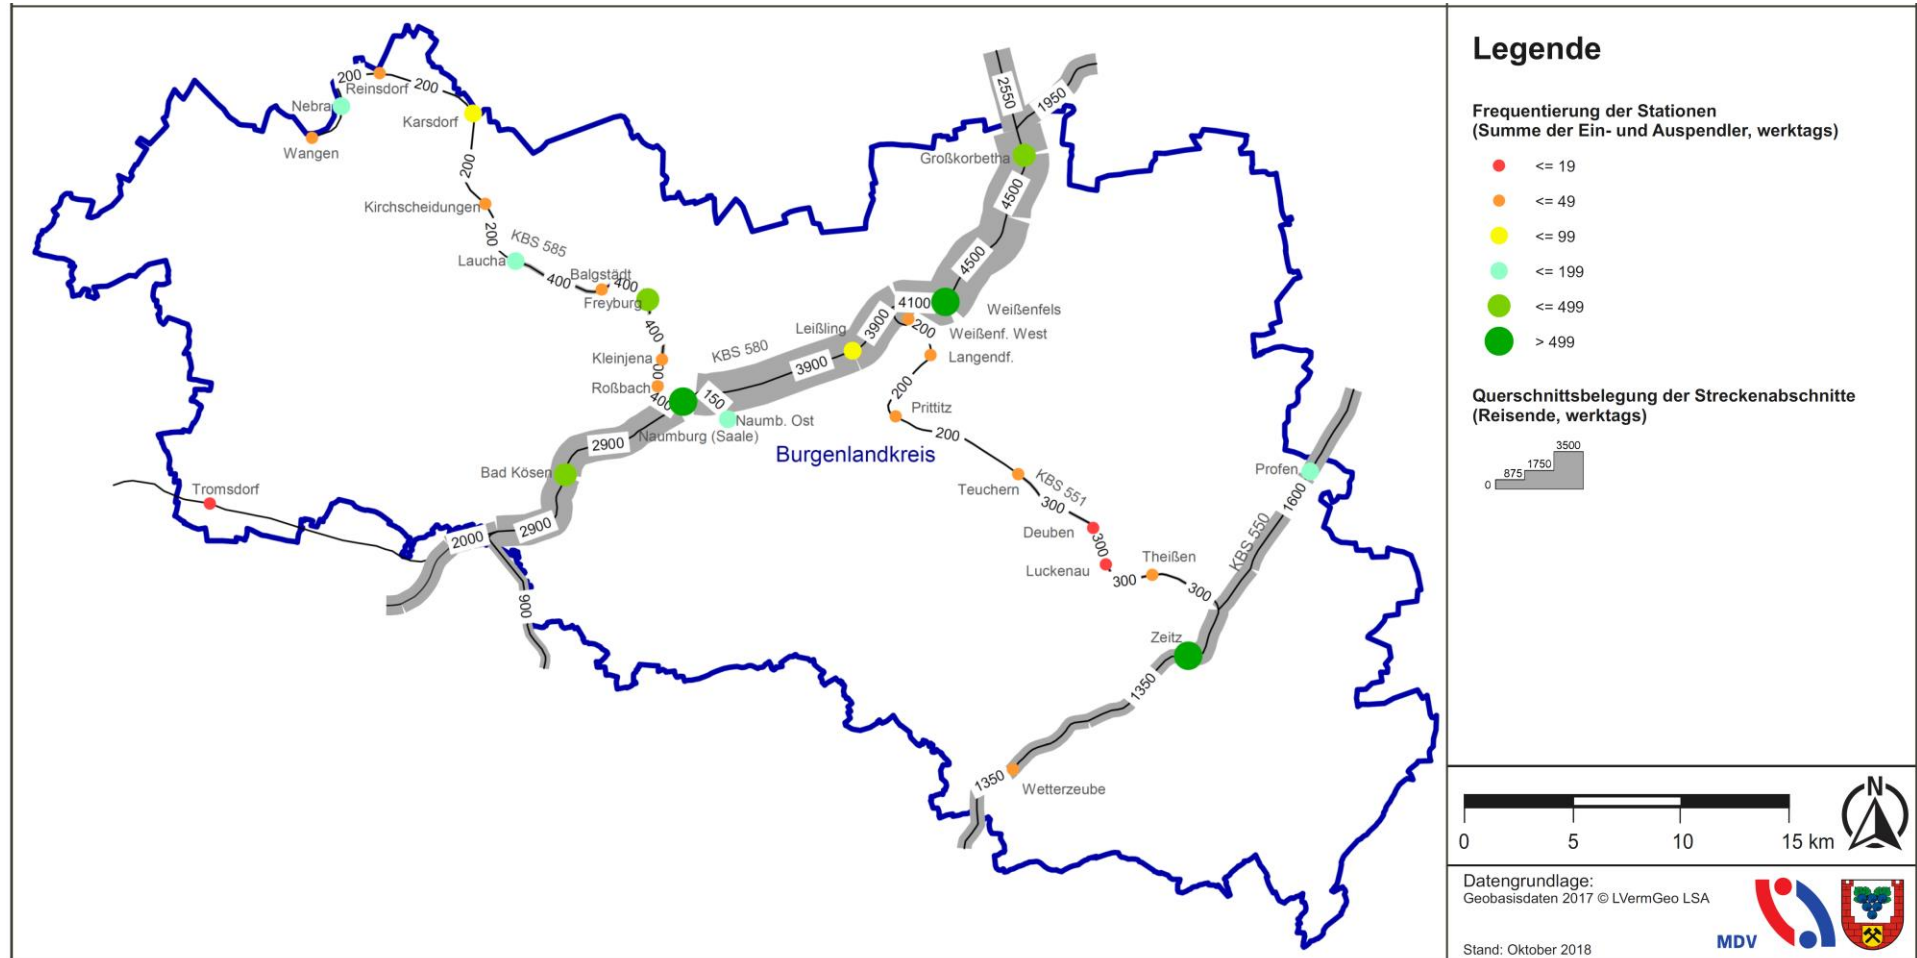 200
Reinsdorf
200
Nebra
Karsdorf
Wangen
200
Kirchscheidungen
200
KBS 585
Laucha
400
Balgstädt
400
Freyburg
400
Kleinjena
Roßbach
400
2550
1950
Großkorbetha
4500
4500
4100
Weißenfels
Leißling
3900
200
Weißenf. West
Langendf.
KBS 580
3900
150
Naumb. Ost
Naumburg (Saale)
200
Prittitz
200
Burgenlandkreis
2900
Bad Kösen
Tromsdorf
2900
2000
900
Teuchern
KBS 551
300
Deuben
300
Luckenau
300
Theißen
300
Profen
1600
KBS 550
Zeitz
1350
1350
Wetterzeube
Legende
Frequentierung der Stationen
(Summe der Ein- und Auspendler, werktags)
<= 19
<= 49
<= 99
<= 199
<= 499
> 499
Querschnittsbelegung der Streckenabschnitte
(Reisende, werktags)
3500
1750
875
0
N
0 5 10 15 km
Datengrundlage:
Geobasisdaten 2017 © LVermGeo LSA
MDV
Stand: Oktober 2018